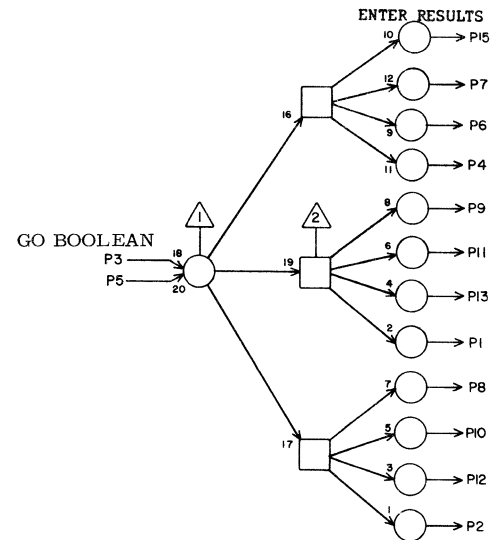 ENTER RESULTS
10 P15
12 P7
16
9 P6
11 P4
1 2
8 P9
GO BOOLEAN
18 19 6 P11
P3
P5
20
4 P13
2 P1
7 P8
17 5 P10
3 P12
1 P2